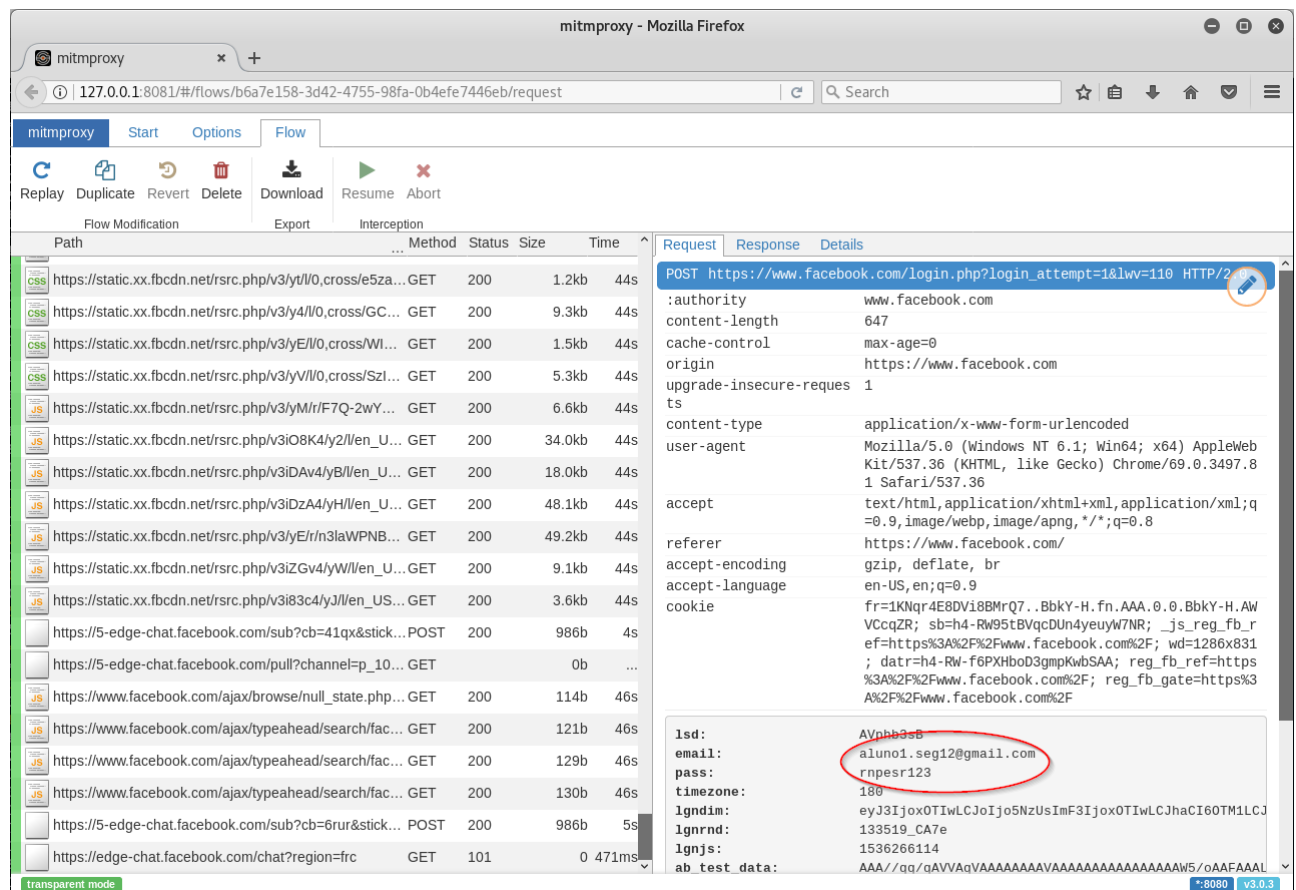 mitmproxy - Mozilla Firefox
mitmproxy
127.0.0.1:8081/#/flows/b6a7e158-3d42-4755-98fa-0b4efe7446eb/request
Search
mitmproxy Start Options Flow
Replay Duplicate Revert Delete Download Resume Abort
Flow Modification Export Interception
Path ... Method Status Size Time
https://static.xx.fbcdn.net/rsrc.php/v3/yt/l/0,cross/e5za... GET 200 1.2kb 44s
https://static.xx.fbcdn.net/rsrc.php/v3/y4/l/0,cross/GC... GET 200 9.3kb 44s
https://static.xx.fbcdn.net/rsrc.php/v3/yE/l/0,cross/WI... GET 200 1.5kb 44s
https://static.xx.fbcdn.net/rsrc.php/v3/yV/l/0,cross/SzI... GET 200 5.3kb 44s
https://static.xx.fbcdn.net/rsrc.php/v3/yM/r/F7Q-2wY... GET 200 6.6kb 44s
https://static.xx.fbcdn.net/rsrc.php/v3iO8K4/y2/l/en_U... GET 200 34.0kb 44s
https://static.xx.fbcdn.net/rsrc.php/v3iDAv4/yB/l/en_U... GET 200 18.0kb 44s
https://static.xx.fbcdn.net/rsrc.php/v3iDzA4/yH/l/en_U... GET 200 48.1kb 44s
https://static.xx.fbcdn.net/rsrc.php/v3/yE/r/n3laWPNB... GET 200 49.2kb 44s
https://static.xx.fbcdn.net/rsrc.php/v3iZGv4/yW/l/en_U... GET 200 9.1kb 44s
https://static.xx.fbcdn.net/rsrc.php/v3i83c4/yJ/l/en_US... GET 200 3.6kb 44s
https://5-edge-chat.facebook.com/sub?cb=41qx&stick... POST 200 986b 4s
https://5-edge-chat.facebook.com/pull?channel=p_10... GET 0b ...
https://www.facebook.com/ajax/browse/null_state.php... GET 200 114b 46s
https://www.facebook.com/ajax/typeahead/search/fac... GET 200 121b 46s
https://www.facebook.com/ajax/typeahead/search/fac... GET 200 129b 46s
https://www.facebook.com/ajax/typeahead/search/fac... GET 200 130b 46s
https://5-edge-chat.facebook.com/sub?cb=6rur&stick... POST 200 986b 5s
https://edge-chat.facebook.com/chat?region=frc GET 101 0 471ms
Request Response Details
POST https://www.facebook.com/login.php?login_attempt=1&lwv=110 HTTP/2.0
:authority www.facebook.com
content-length 647
cache-control max-age=0
origin https://www.facebook.com
upgrade-insecure-reques 1
ts
content-type application/x-www-form-urlencoded
user-agent Mozilla/5.0 (Windows NT 6.1; Win64; x64) AppleWeb
Kit/537.36 (KHTML, like Gecko) Chrome/69.0.3497.8
1 Safari/537.36
accept text/html,application/xhtml+xml,application/xml;q
=0.9,image/webp,image/apng,*/*;q=0.8
referer https://www.facebook.com/
accept-encoding gzip, deflate, br
accept-language en-US,en;q=0.9
cookie fr=1KNqr4E8DVi8BMrQ7..BbkY-H.fn.AAA.0.0.BbkY-H.AW
VCcqZR; sb=h4-RW95tBVqcDUn4yeuyW7NR; _js_reg_fb_r
ef=https%3A%2F%2Fwww.facebook.com%2F; wd=1286x831
; datr=h4-RW-f6PXHboD3gmpKwbSAA; reg_fb_ref=https
%3A%2F%2Fwww.facebook.com%2F; reg_fb_gate=https%3
A%2F%2Fwww.facebook.com%2F
lsd: AVphb3sB
email: aluno1.seg12@gmail.com
pass: rnpesr123
timezone: 180
lgndim: eyJ3IjoxOTIwLCJoIjo5NzUsImF3IjoxOTIwLCJhaCI6OTM1LCJ
lgnrnd: 133519_CA7e
lgnjs: 1536266114
ab_test_data:
transparent mode *:8080 v3.0.3